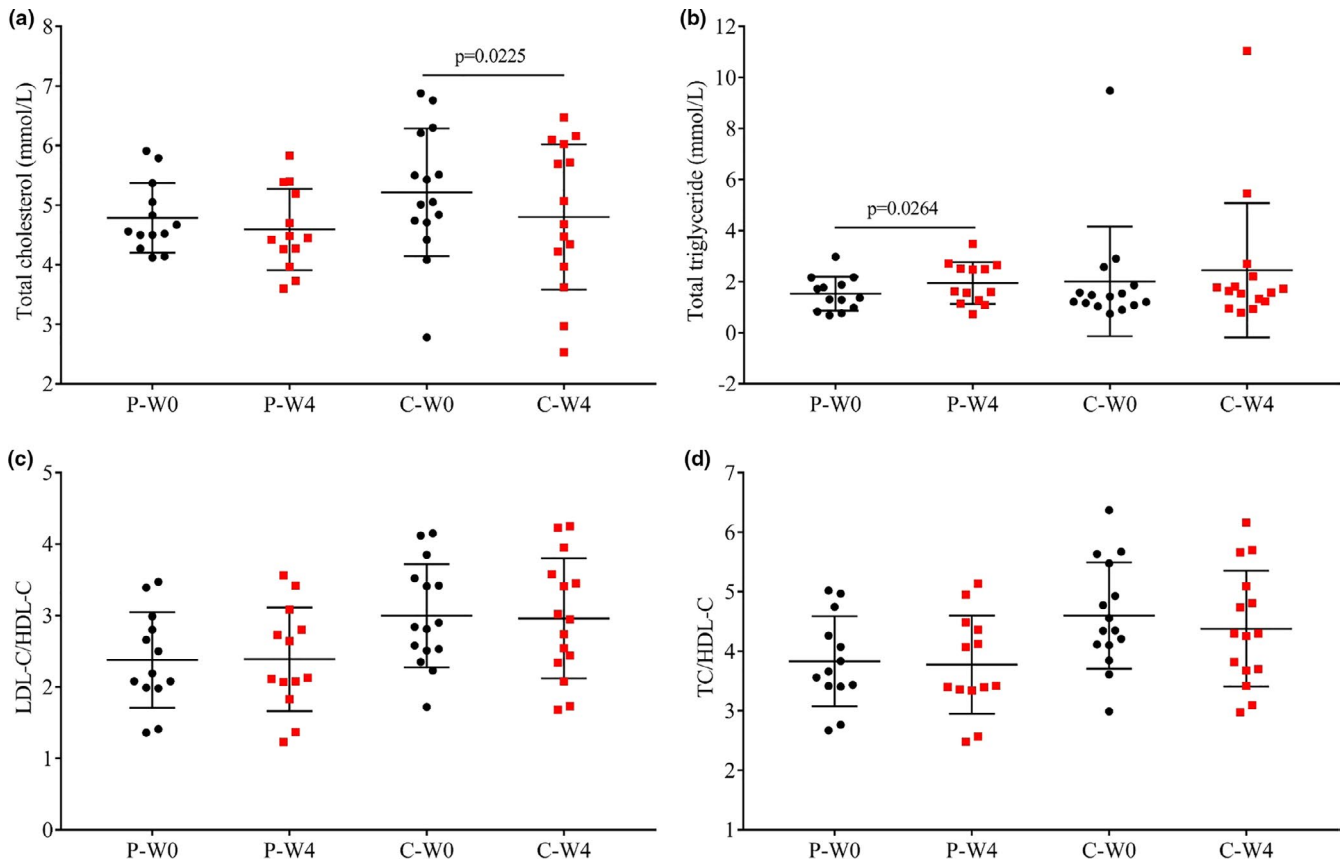 (a)
Total cholesterol (mmol/L)
8
7
6
5
4
3
2
p=0.0225
P-W0 P-W4 C-W0 C-W4
(b)
Total triglyceride (mmol/L)
12
10
8
6
4
2
0
-2
p=0.0264
P-W0 P-W4 C-W0 C-W4
(c)
LDL-C/HDL-C
5
4
3
2
1
0
P-W0 P-W4 C-W0 C-W4
(d)
TC/HDL-C
7
6
5
4
3
2
1
P-W0 P-W4 C-W0 C-W4